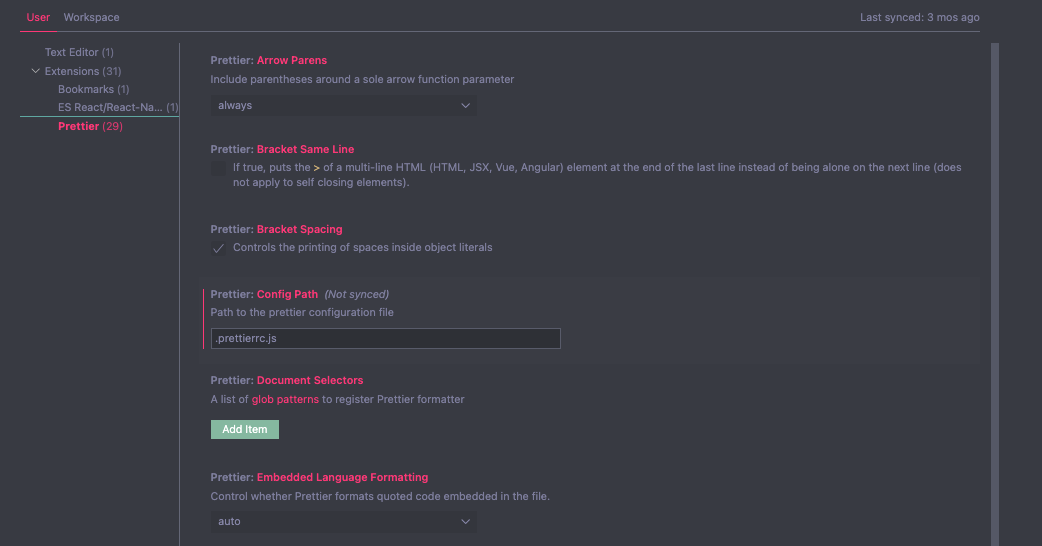 User Workspace Last synced: 3 mos ago
Text Editor (1)
Extensions (31)
Bookmarks (1)
ES React/React-Na... (1)
Prettier (29)
Prettier: Arrow Parens
Include parentheses around a sole arrow function parameter
always
Prettier: Bracket Same Line
If true, puts the > of a multi-line HTML (HTML, JSX, Vue, Angular) element at the end of the last line instead of being alone on the next line (does
not apply to self closing elements).
Prettier: Bracket Spacing
Controls the printing of spaces inside object literals
Prettier: Config Path (Not synced)
Path to the prettier configuration file
.prettierrc.js
Prettier: Document Selectors
A list of glob patterns to register Prettier formatter
Add Item
Prettier: Embedded Language Formatting
Control whether Prettier formats quoted code embedded in the file.
auto